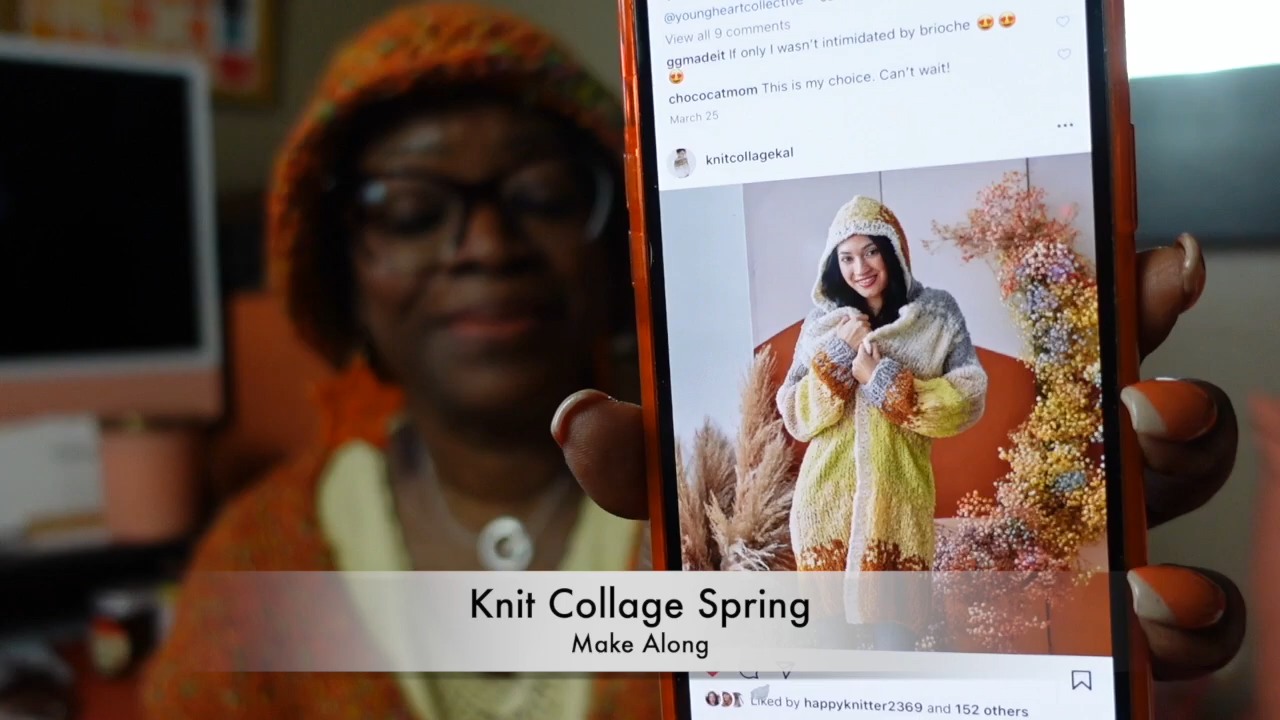 @youngheartcollective
View all 9 comments
ggmadeit If only I wasn't intimidated by brioche 😍😍
😍
chococatmom This is my choice. Can't wait!
March 25
knitcollagekal
Knit Collage Spring
Make Along
Liked by happyknitter2369 and 152 others